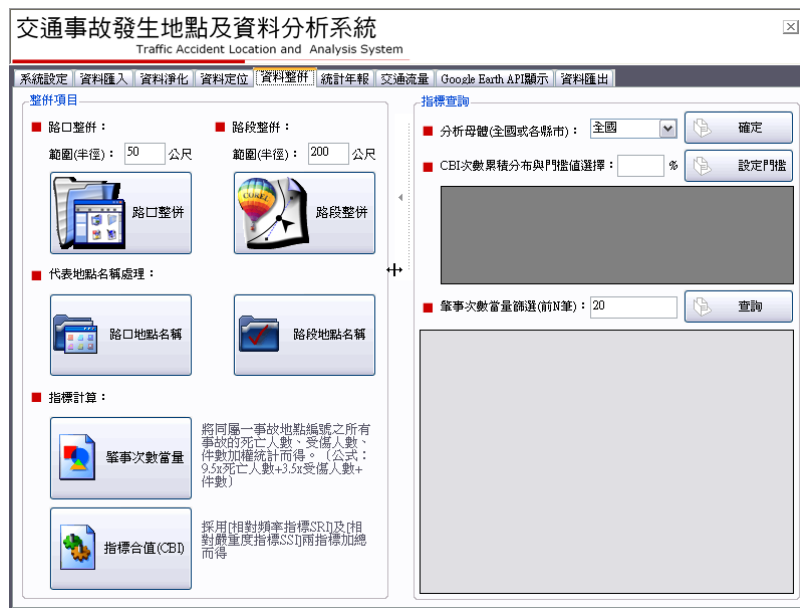 交通事故發生地點及資料分析系統
Traffic Accident Location and Analysis System
系統設定 資料匯入 資料淨化 資料定位 資料整併 統計年報 交通流量 Google Earth API顯示 資料匯出
整併項目
路口整併：
範圍(半徑)： 50 公尺
路口整併
路段整併：
範圍(半徑)： 200 公尺
路段整併
代表地點名稱處理：
路口地點名稱
路段地點名稱
指標計算：
肇事次數當量
將同屬一事故地點編號之所有
事故的死亡人數、受傷人數、
件數加權統計而得。〔公式：
9.5x死亡人數+3.5x受傷人數+
件數〕
指標合值(CBI)
採用[相對頻率指標SRI]及[相
對嚴重度指標SSI]兩指標加總
而得
指標查詢
分析母體(全國或各縣市)： 全國 確定
CBI次數累積分布與門檻值選擇： % 設定門檻
肇事次數當量篩選(前N筆)： 20 查詢